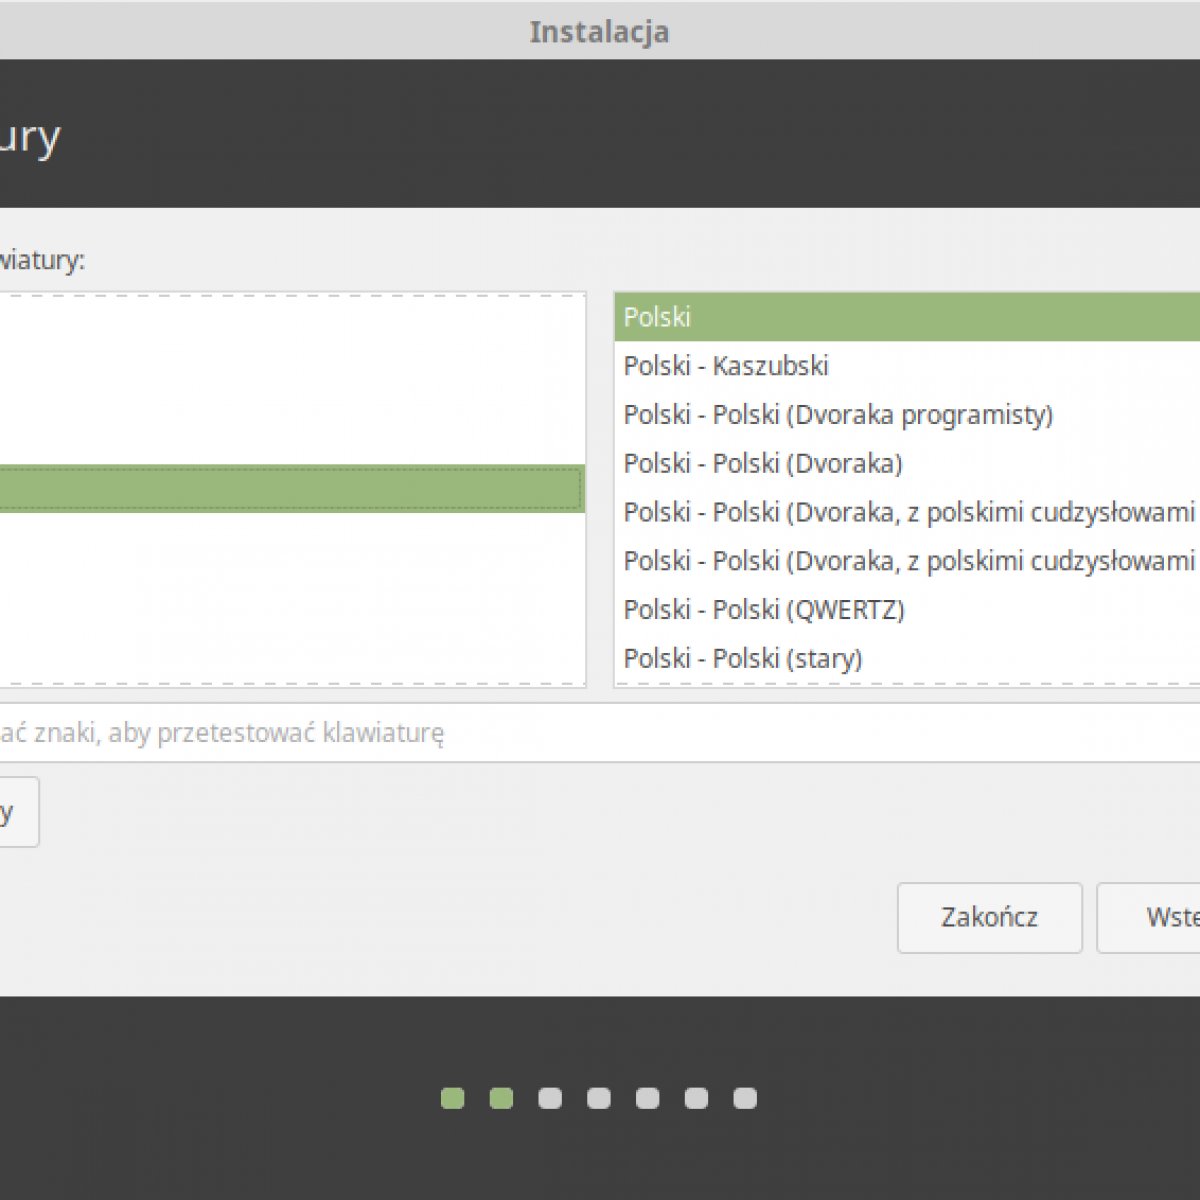 Instalacja
ury
wiatury:
Polski
Polski - Kaszubski
Polski - Polski (Dvoraka programisty)
Polski - Polski (Dvoraka)
Polski - Polski (Dvoraka, z polskimi cudzysłowami
Polski - Polski (Dvoraka, z polskimi cudzysłowami
Polski - Polski (QWERTZ)
Polski - Polski (stary)
ać znaki, aby przetestować klawiaturę
y
Zakończ
Wste